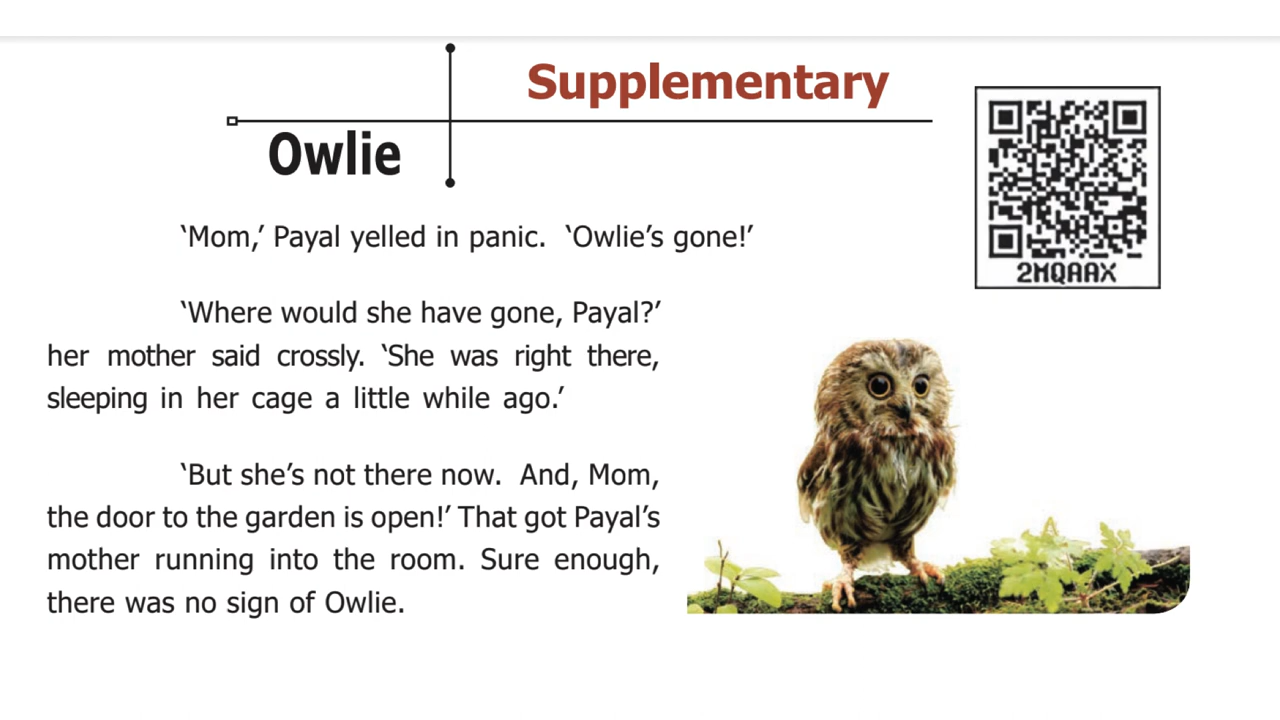 Supplementary
Owlie
2MQAAX
‘Mom,’ Payal yelled in panic. ‘Owlie’s gone!’
‘Where would she have gone, Payal?’
her mother said crossly. ‘She was right there,
sleeping in her cage a little while ago.’
‘But she’s not there now. And, Mom,
the door to the garden is open!’ That got Payal’s
mother running into the room. Sure enough,
there was no sign of Owlie.